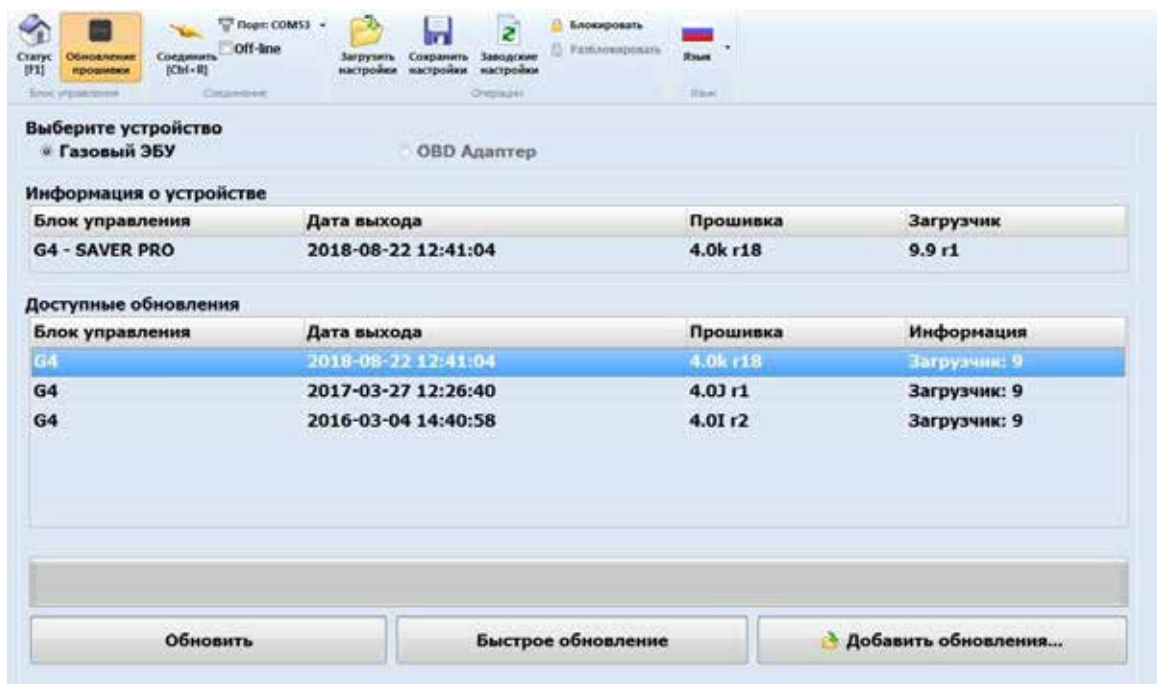 Порт: COM53
Off-line
Блокировать
Разблокировать
Статус [F1]
Обновление прошивки
Соединить [Ctrl+R]
Загрузить настройки
Сохранить настройки
Заводские настройки
Язык
Блок управления
Соединение
Операции
Язык
Выберите устройство
Газовый ЭБУ
OBD Адаптер
Информация о устройстве
Блок управления Дата выхода Прошивка Загрузчик
G4 - SAVER PRO 2018-08-22 12:41:04 4.0k r18 9.9 r1
Доступные обновления
Блок управления Дата выхода Прошивка Информация
G4 2018-08-22 12:41:04 4.0k r18 Загрузчик: 9
G4 2017-03-27 12:26:40 4.0J r1 Загрузчик: 9
G4 2016-03-04 14:40:58 4.0I r2 Загрузчик: 9
Обновить
Быстрое обновление
Добавить обновления...